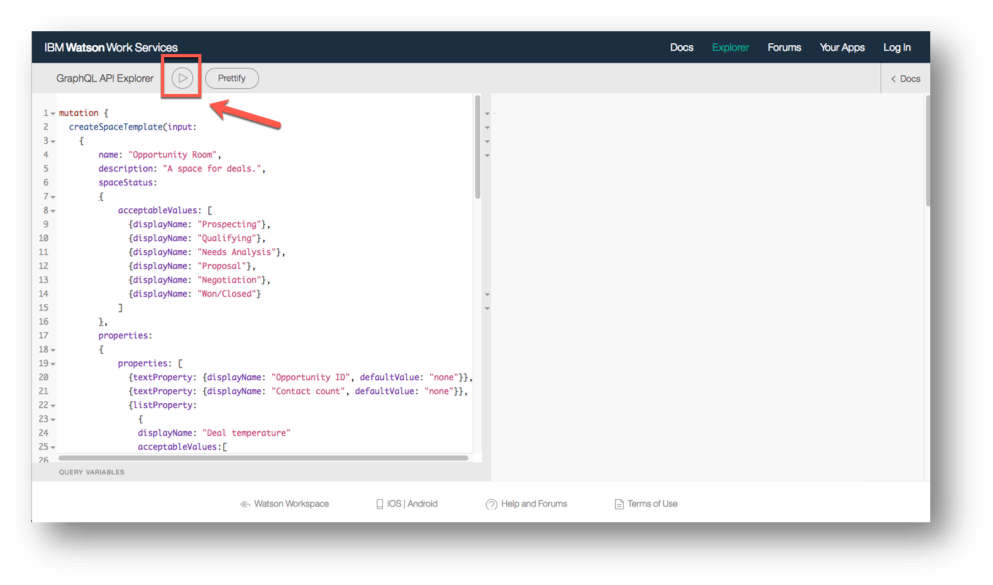 IBM Watson Work Services
Docs Explorer Forums Your Apps Log In
GraphQL API Explorer Prettify < Docs
1 mutation {
2 createSpaceTemplate(input:
3 {
4 name: "Opportunity Room",
5 description: "A space for deals.",
6 spaceStatus:
7 {
8 acceptableValues: [
9 {displayName: "Prospecting"},
10 {displayName: "Qualifying"},
11 {displayName: "Needs Analysis"},
12 {displayName: "Proposal"},
13 {displayName: "Negotiation"},
14 {displayName: "Won/Closed"}
15 ]
16 },
17 properties:
18 {
19 properties: [
20 {textProperty: {displayName: "Opportunity ID", defaultValue: "none"}},
21 {textProperty: {displayName: "Contact count", defaultValue: "none"}},
22 {listProperty:
23 {
24 displayName: "Deal temperature"
25 acceptableValues:[
26
QUERY VARIABLES
Watson Workspace iOS | Android Help and Forums Terms of Use